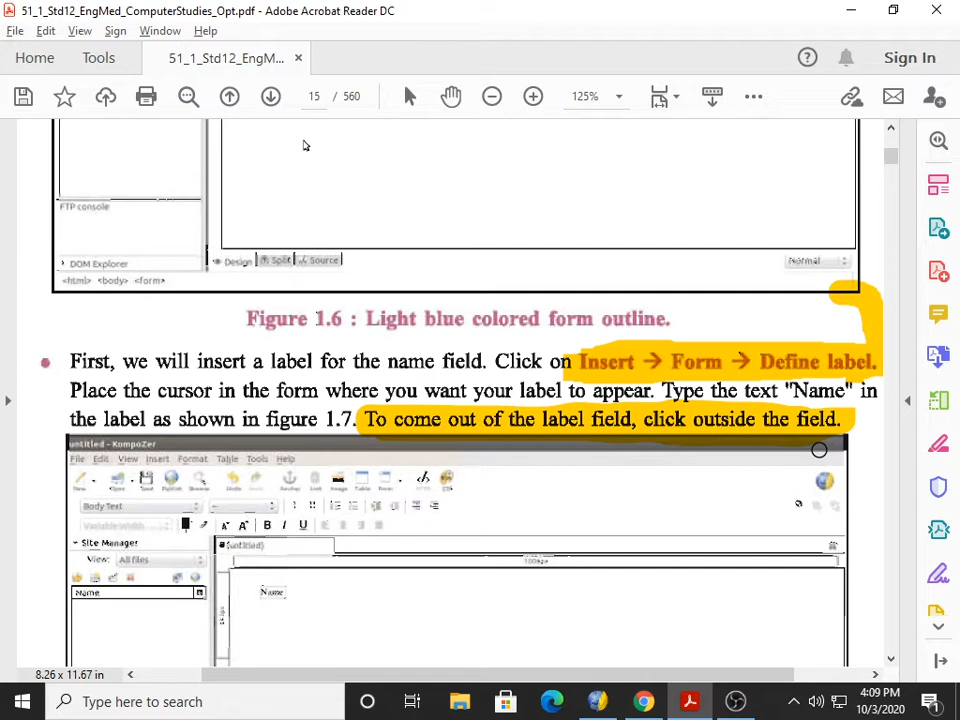 51_1_Std12_EngMed_ComputerStudies_Opt.pdf - Adobe Acrobat Reader DC
File Edit View Sign Window Help
Home Tools 51_1_Std12_EngM... × Sign In
15 / 560 125%
FTP console
DOM Explorer
Design Split Source Normal
<html> <body> <form>
Figure 1.6 : Light blue colored form outline.
• First, we will insert a label for the name field. Click on Insert → Form → Define label.
Place the cursor in the form where you want your label to appear. Type the text "Name" in
the label as shown in figure 1.7. To come out of the label field, click outside the field.
untitled - KompoZer
File Edit View Insert Format Table Tools Help
Body Text
Variable Width B I U
Site Manager (untitled)
View: All files
Name
Name
8.26 x 11.67 in
Type here to search
4:09 PM
10/3/2020